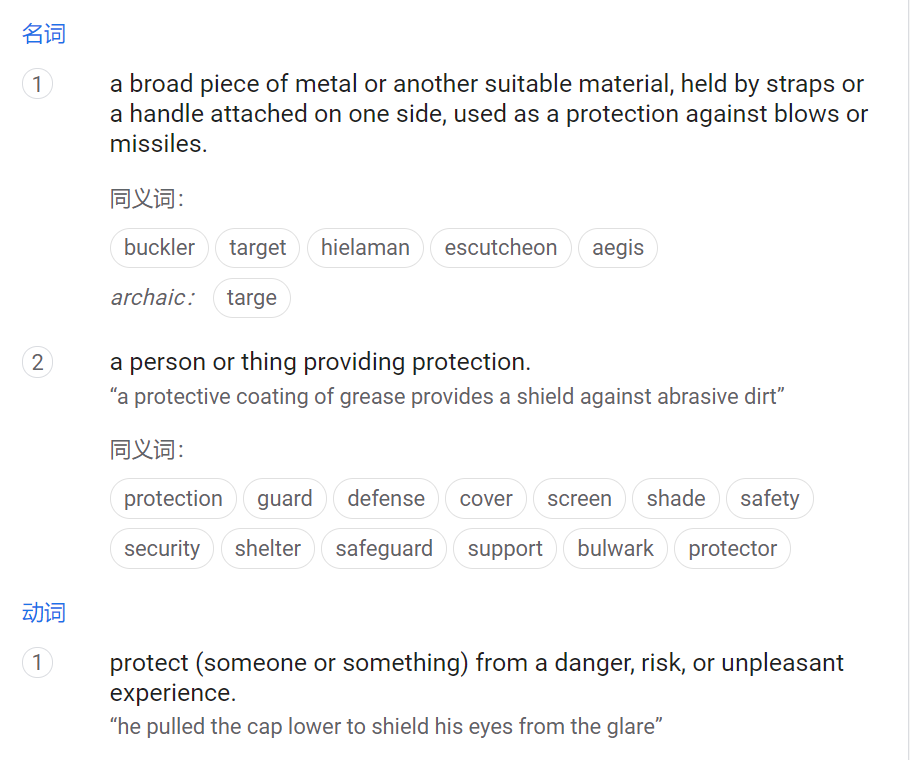 名词
1
a broad piece of metal or another suitable material, held by straps or
a handle attached on one side, used as a protection against blows or
missiles.
同义词：
buckler target hielaman escutcheon aegis
archaic： targe
2
a person or thing providing protection.
“a protective coating of grease provides a shield against abrasive dirt”
同义词：
protection guard defense cover screen shade safety
security shelter safeguard support bulwark protector
动词
1
protect (someone or something) from a danger, risk, or unpleasant
experience.
“he pulled the cap lower to shield his eyes from the glare”